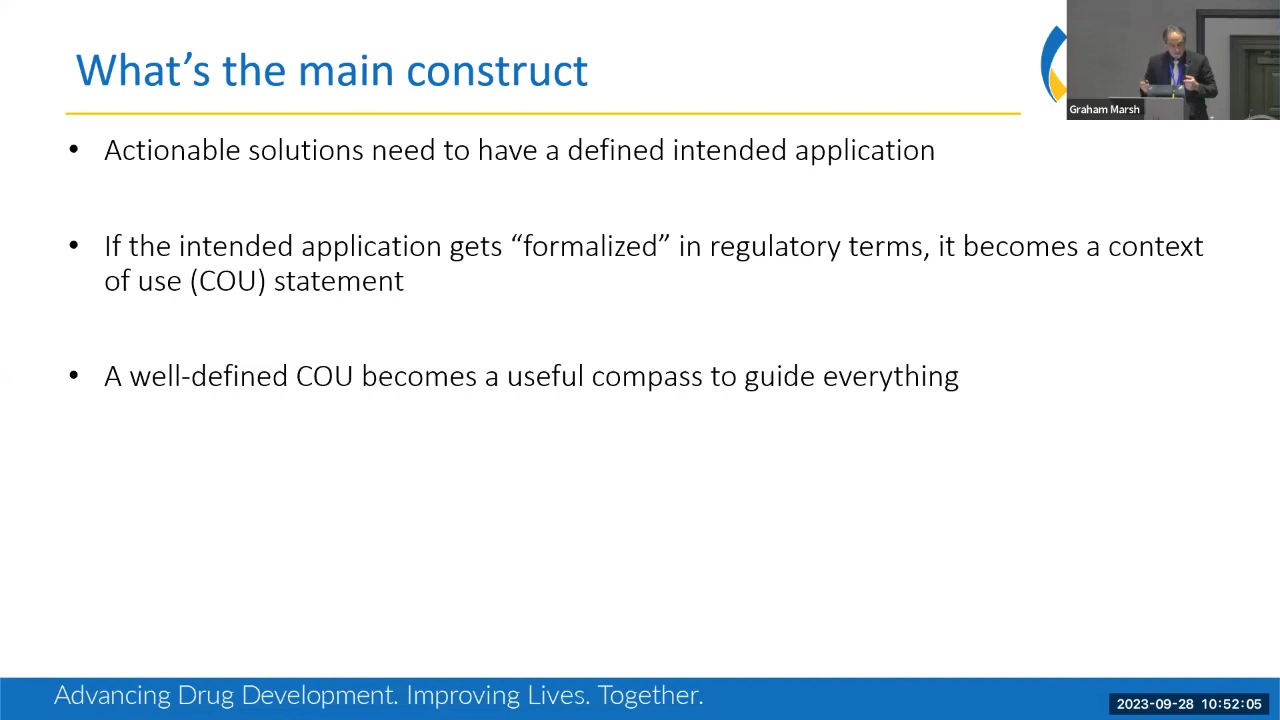 What's the main construct
Graham Marsh
• Actionable solutions need to have a defined intended application
• If the intended application gets “formalized” in regulatory terms, it becomes a context
of use (COU) statement
• A well-defined COU becomes a useful compass to guide everything
Advancing Drug Development. Improving Lives. Together.
2023-09-28 10:52:05